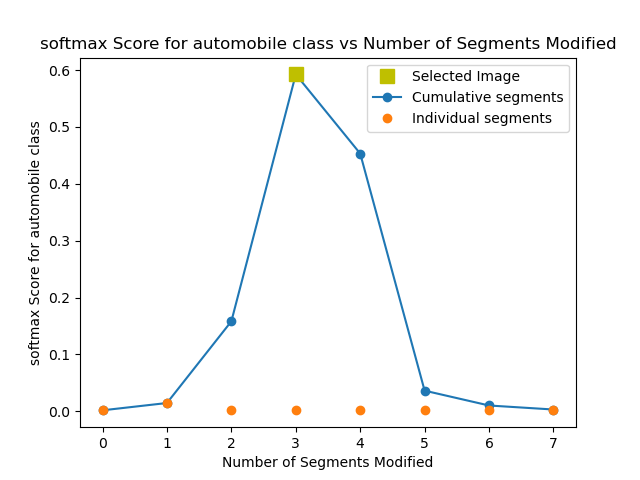 softmax Score for automobile class vs Number of Segments Modified
Selected Image
Cumulative segments
Individual segments
softmax Score for automobile class
0.6
0.5
0.4
0.3
0.2
0.1
0.0
0 1 2 3 4 5 6 7
Number of Segments Modified